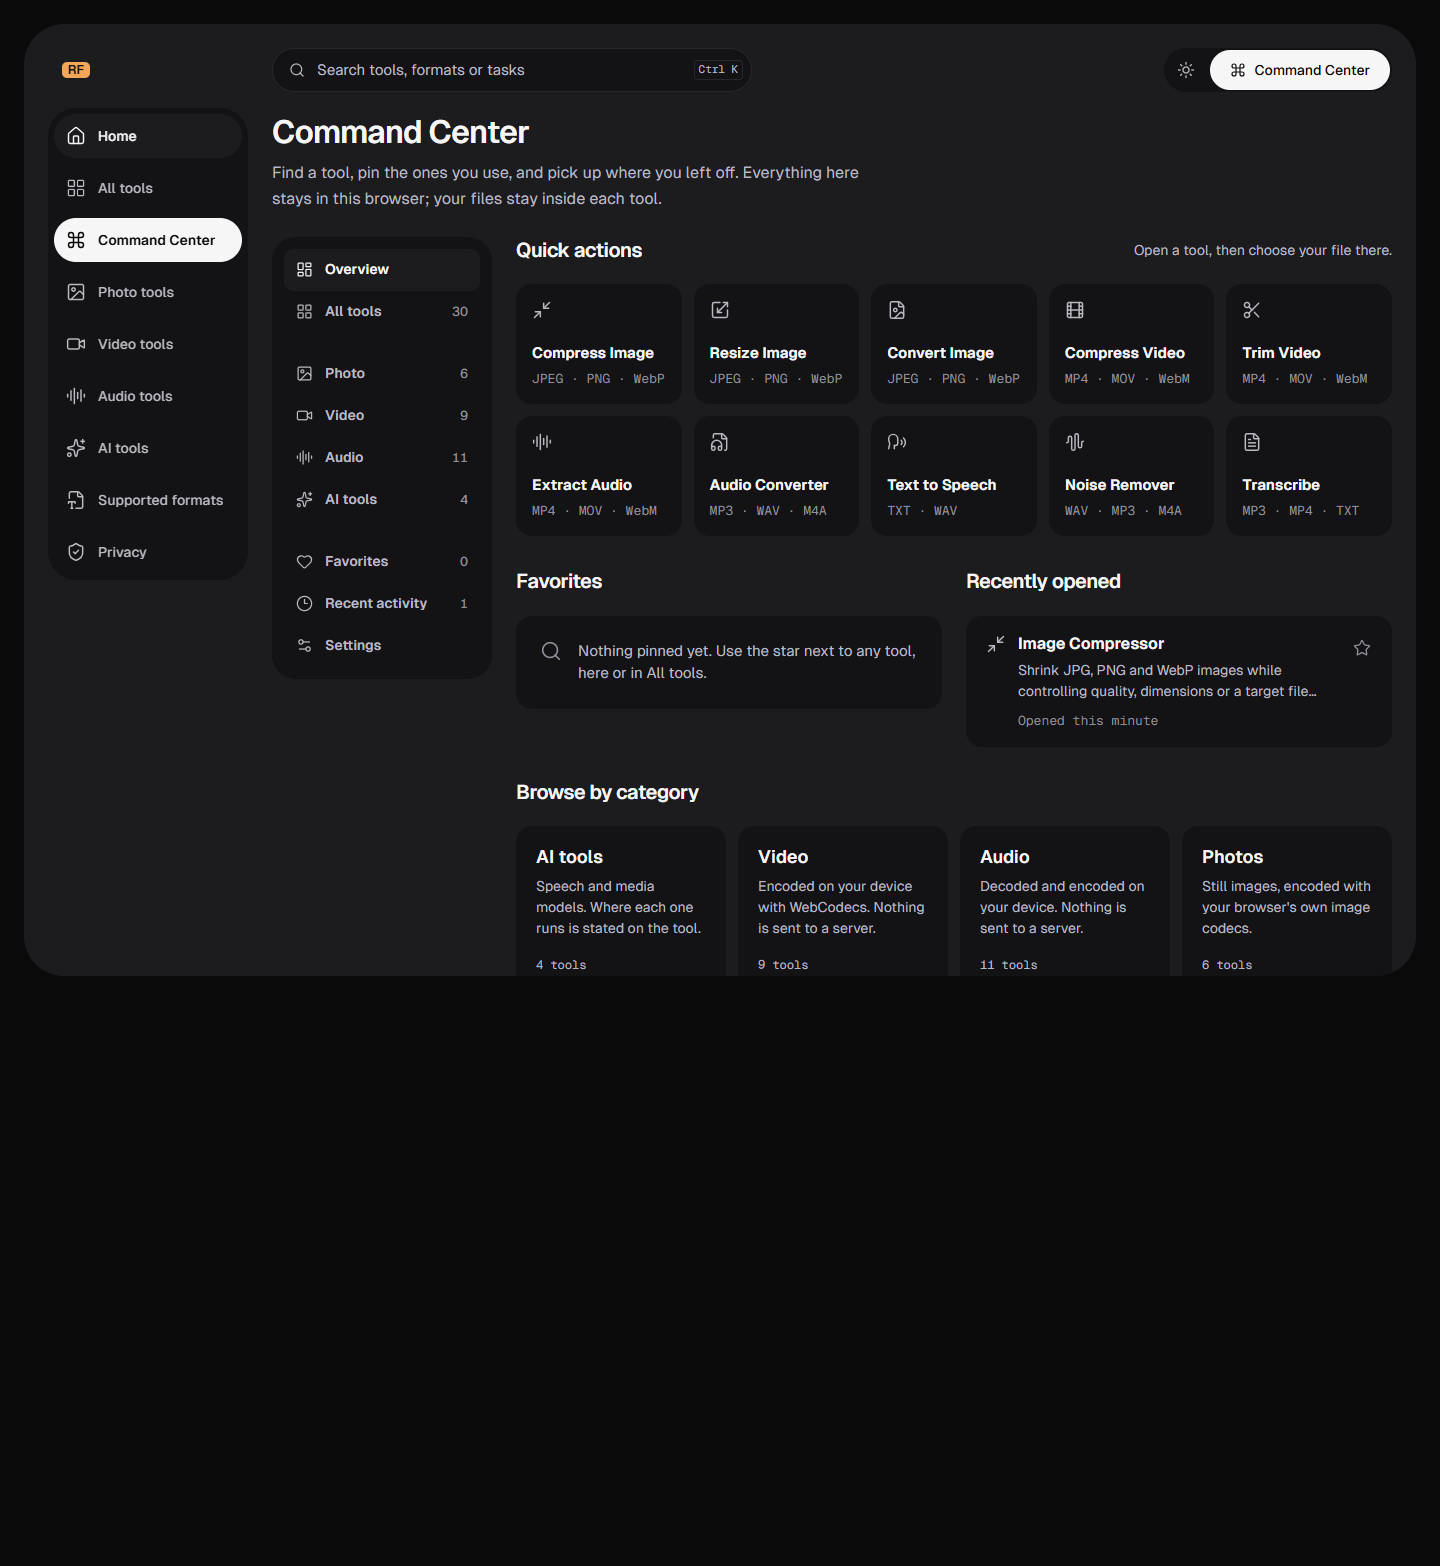 RF
Search tools, formats or tasks
Ctrl K
Command Center
Home
All tools
Command Center
Photo tools
Video tools
Audio tools
AI tools
Supported formats
Privacy
Command Center
Find a tool, pin the ones you use, and pick up where you left off. Everything here
stays in this browser; your files stay inside each tool.
Overview
All tools 30
Photo 6
Video 9
Audio 11
AI tools 4
Favorites 0
Recent activity 1
Settings
Quick actions
Open a tool, then choose your file there.
Compress Image
JPEG · PNG · WebP
Resize Image
JPEG · PNG · WebP
Convert Image
JPEG · PNG · WebP
Compress Video
MP4 · MOV · WebM
Trim Video
MP4 · MOV · WebM
Extract Audio
MP4 · MOV · WebM
Audio Converter
MP3 · WAV · M4A
Text to Speech
TXT · WAV
Noise Remover
WAV · MP3 · M4A
Transcribe
MP3 · MP4 · TXT
Favorites
Nothing pinned yet. Use the star next to any tool,
here or in All tools.
Recently opened
Image Compressor
Shrink JPG, PNG and WebP images while
controlling quality, dimensions or a target file…
Opened this minute
Browse by category
AI tools
Speech and media
models. Where each one
runs is stated on the tool.
4 tools
Video
Encoded on your device
with WebCodecs. Nothing
is sent to a server.
9 tools
Audio
Decoded and encoded on
your device. Nothing is
sent to a server.
11 tools
Photos
Still images, encoded with
your browser's own image
codecs.
6 tools